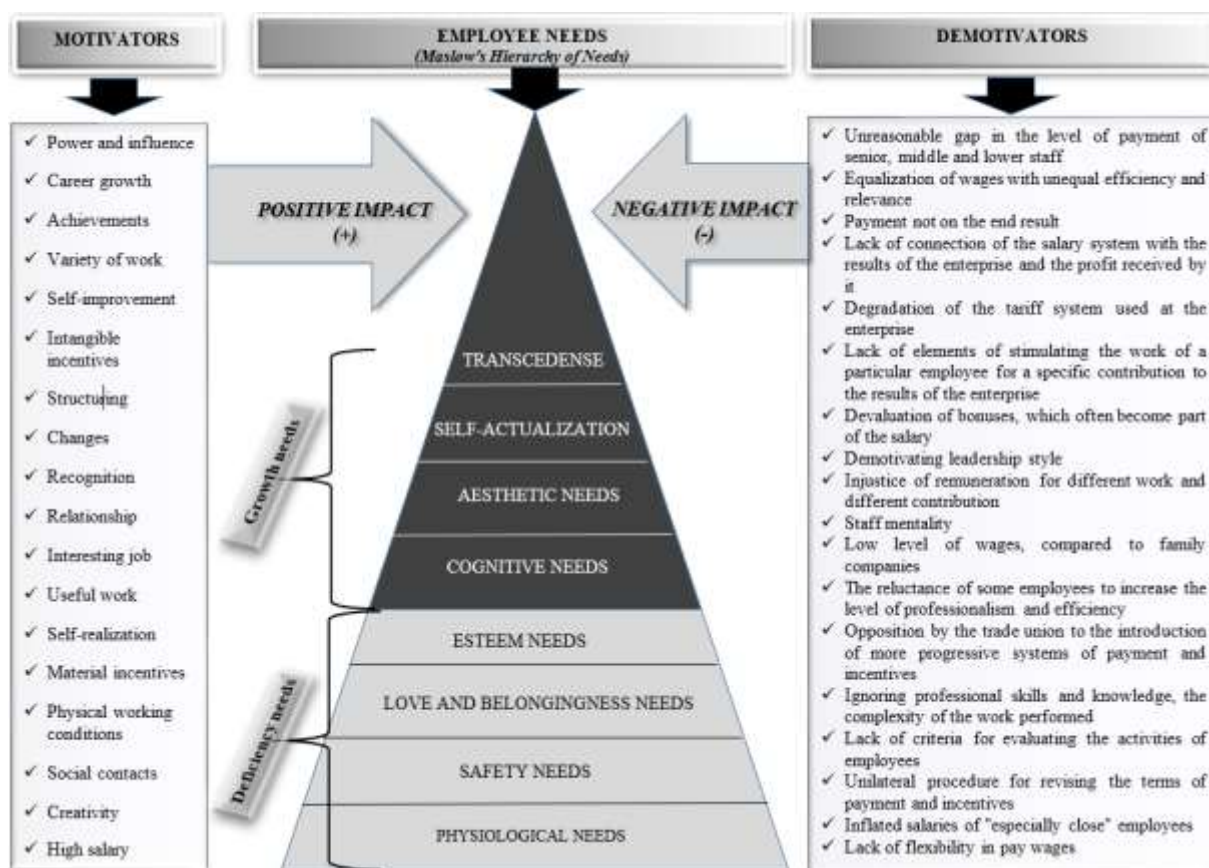 MOTIVATORS
EMPLOYEE NEEDS
(Maslow's Hierarchy of Needs)
DEMOTIVATORS
✓ Power and influence
✓ Career growth
✓ Achievements
✓ Variety of work
✓ Self-improvement
✓ Intangible
incentives
✓ Structuring
✓ Changes
✓ Recognition
✓ Relationship
✓ Interesting job
✓ Useful work
✓ Self-realization
✓ Material incentives
✓ Physical working
conditions
✓ Social contacts
✓ Creativity
✓ High salary
POSITIVE IMPACT
(+)
NEGATIVE IMPACT
(-)
Growth needs
Deficiency needs
TRANSCEDENSE
SELF-ACTUALIZATION
AESTHETIC NEEDS
COGNITIVE NEEDS
ESTEEM NEEDS
LOVE AND BELONGINGNESS NEEDS
SAFETY NEEDS
PHYSIOLOGICAL NEEDS
✓ Unreasonable gap in the level of payment of
senior, middle and lower staff
✓ Equalization of wages with unequal efficiency and
relevance
✓ Payment not on the end result
✓ Lack of connection of the salary system with the
results of the enterprise and the profit received by
it
✓ Degradation of the tariff system used at the
enterprise
✓ Lack of elements of stimulating the work of a
particular employee for a specific contribution to
the results of the enterprise
✓ Devaluation of bonuses, which often become part
of the salary
✓ Demotivating leadership style
✓ Injustice of remuneration for different work and
different contribution
✓ Staff mentality
✓ Low level of wages, compared to family
companies
✓ The reluctance of some employees to increase the
level of professionalism and efficiency
✓ Opposition by the trade union to the introduction
of more progressive systems of payment and
incentives
✓ Ignoring professional skills and knowledge, the
complexity of the work performed
✓ Lack of criteria for evaluating the activities of
employees
✓ Unilateral procedure for revising the terms of
payment and incentives
✓ Inflated salaries of "especially close" employees
✓ Lack of flexibility in pay wages